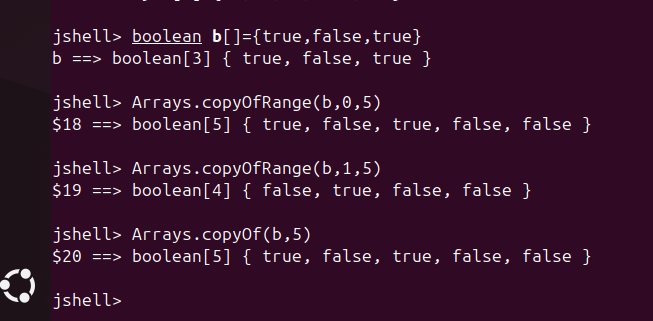 jshell> boolean b[]={true,false,true}
b ==> boolean[3] { true, false, true }
jshell> Arrays.copyOfRange(b,0,5)
$18 ==> boolean[5] { true, false, true, false, false }
jshell> Arrays.copyOfRange(b,1,5)
$19 ==> boolean[4] { false, true, false, false }
jshell> Arrays.copyOf(b,5)
$20 ==> boolean[5] { true, false, true, false, false }
jshell>